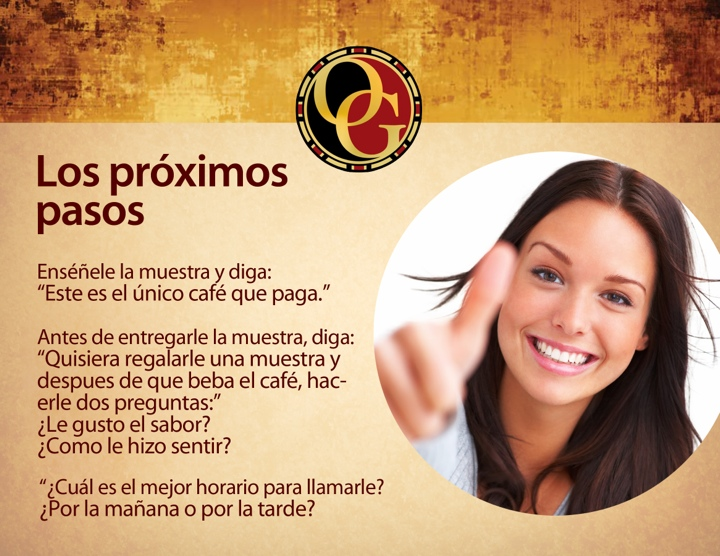 OG
Los próximos
pasos
Enséñele la muestra y diga:
“Este es el único café que paga.”
Antes de entregarle la muestra, diga:
“Quisiera regalarle una muestra y
despues de que beba el café, hac-
erle dos preguntas:”
¿Le gusto el sabor?
¿Como le hizo sentir?
“¿Cuál es el mejor horario para llamarle?
¿Por la mañana o por la tarde?